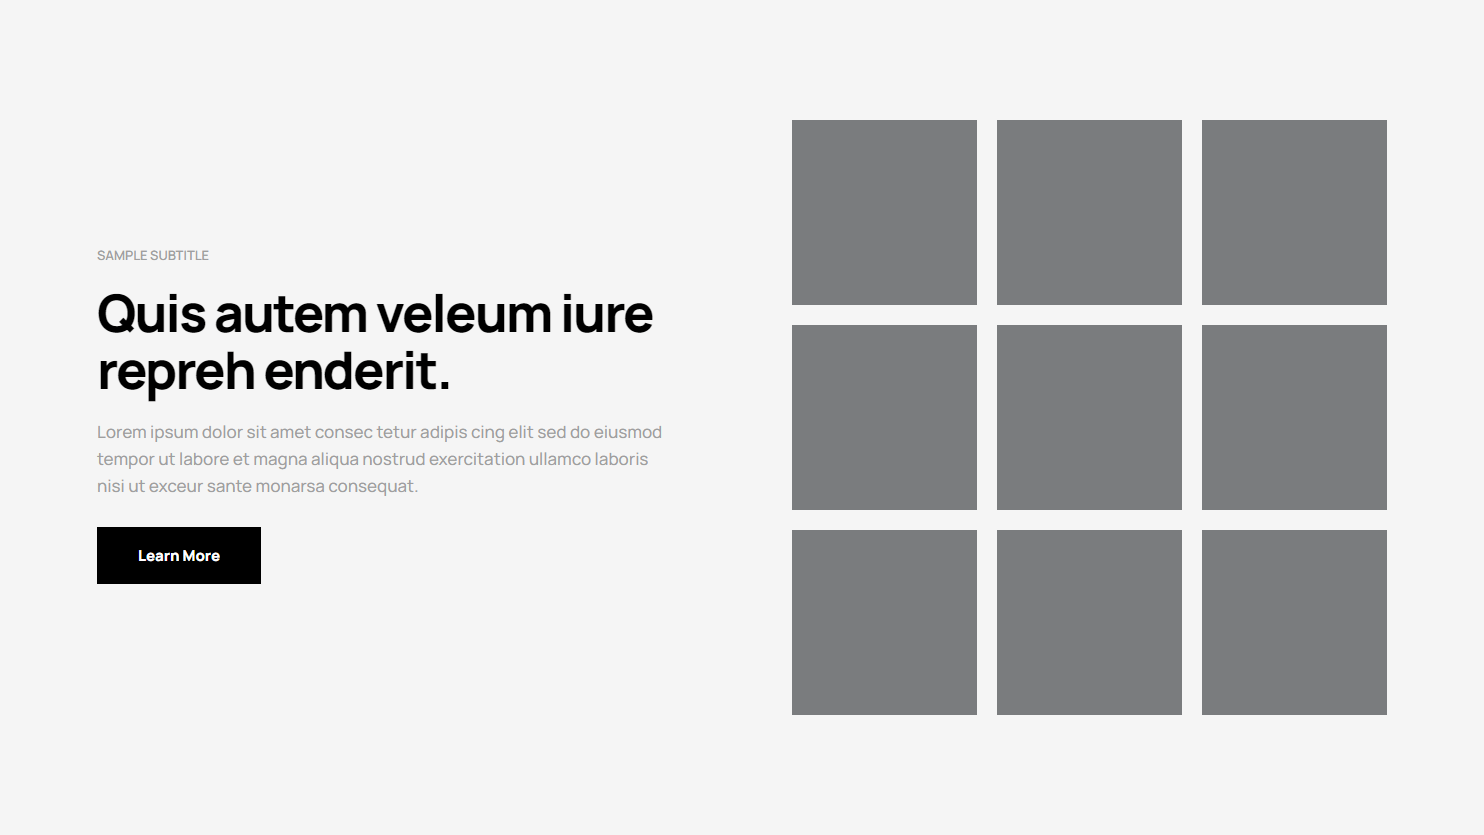 SAMPLE SUBTITLE
Quis autem veleum iure
repreh enderit.
Lorem ipsum dolor sit amet consec tetur adipis cing elit sed do eiusmod
tempor ut labore et magna aliqua nostrud exercitation ullamco laboris
nisi ut exceur sante monarsa consequat.
Learn More